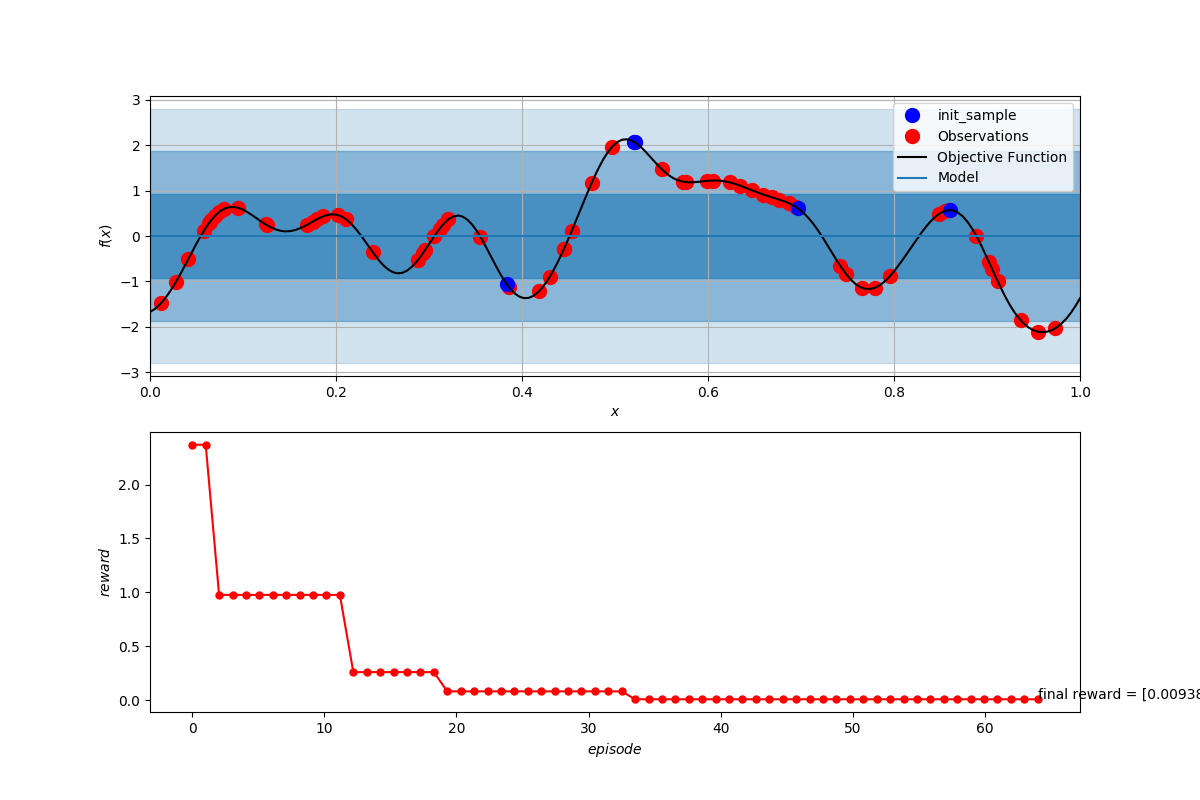 3
2
1
0
−1
−2
−3
f(x)
init_sample
Observations
Objective Function
Model
0.0 0.2 0.4 0.6 0.8 1.0
x
2.0
1.5
1.0
0.5
0.0
reward
final reward = [0.00938
0 10 20 30 40 50 60
episode